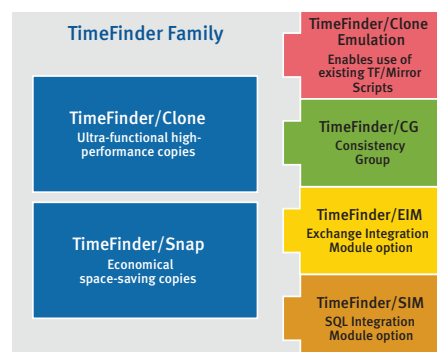 TimeFinder Family
TimeFinder/Clone
Ultra-functional high-
performance copies
TimeFinder/Snap
Economical
space-saving copies
TimeFinder/Clone
Emulation
Enables use of
existing TF/Mirror
Scripts
TimeFinder/CG
Consistency
Group
TimeFinder/EIM
Exchange Integration
Module option
TimeFinder/SIM
SQL Integration
Module option